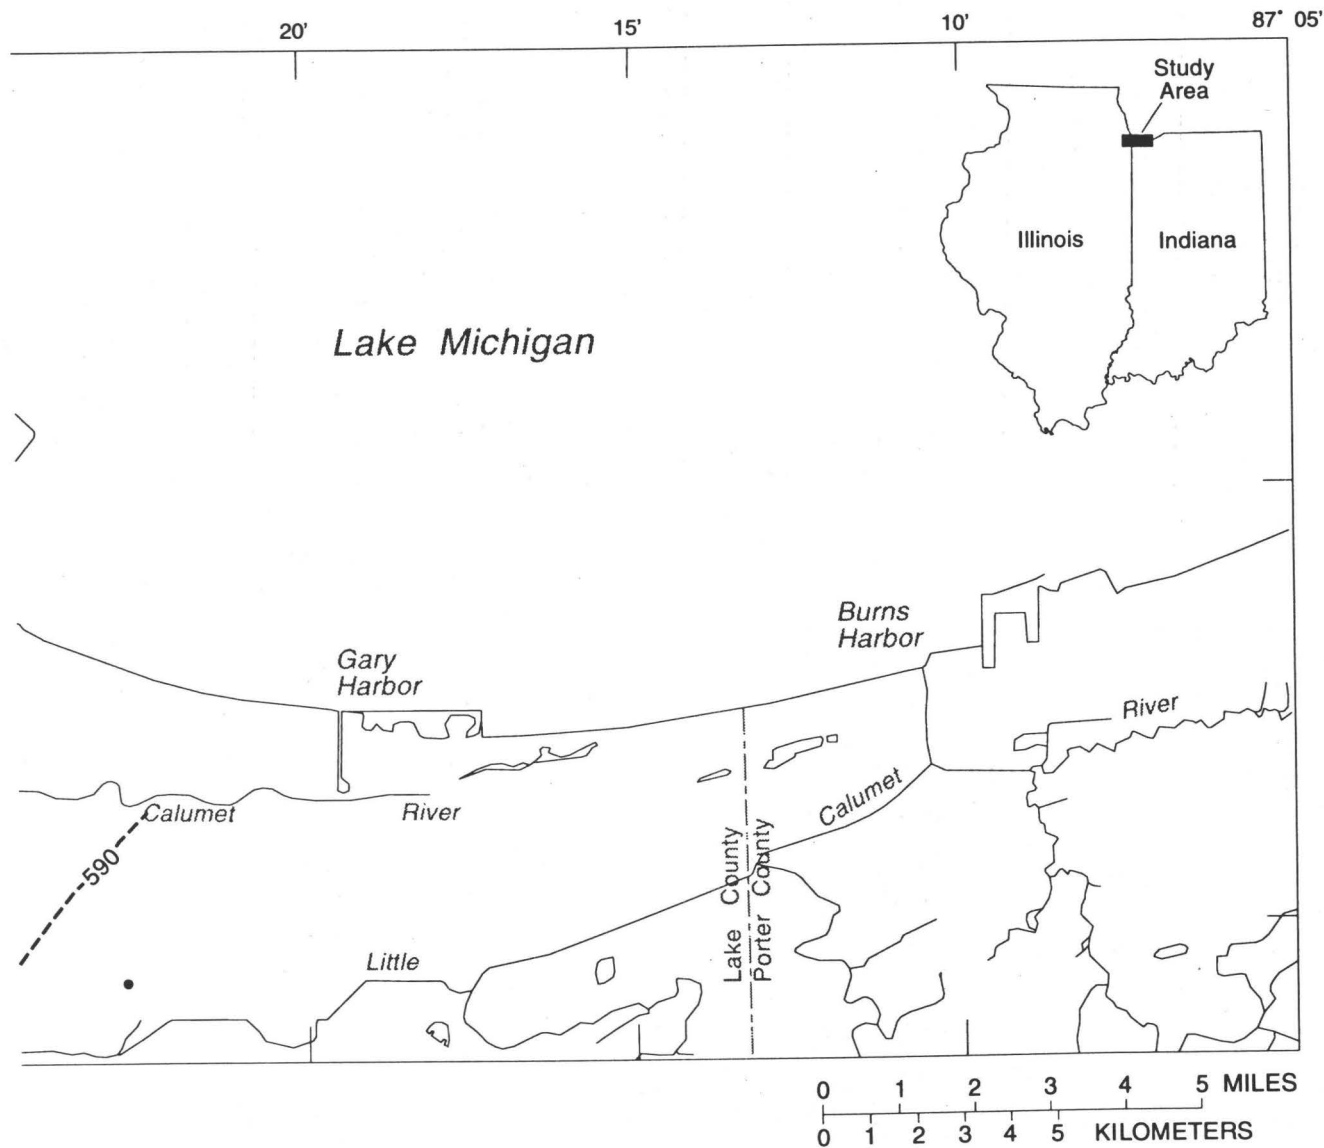 20'
15'
10'
87° 05'
Study
Area
Illinois
Indiana
Lake Michigan
Burns
Harbor
Gary
Harbor
River
Calumet
River
Calumet
590
Lake County
Porter County
Little
0 1 2 3 4 5 MILES
0 1 2 3 4 5 KILOMETERS